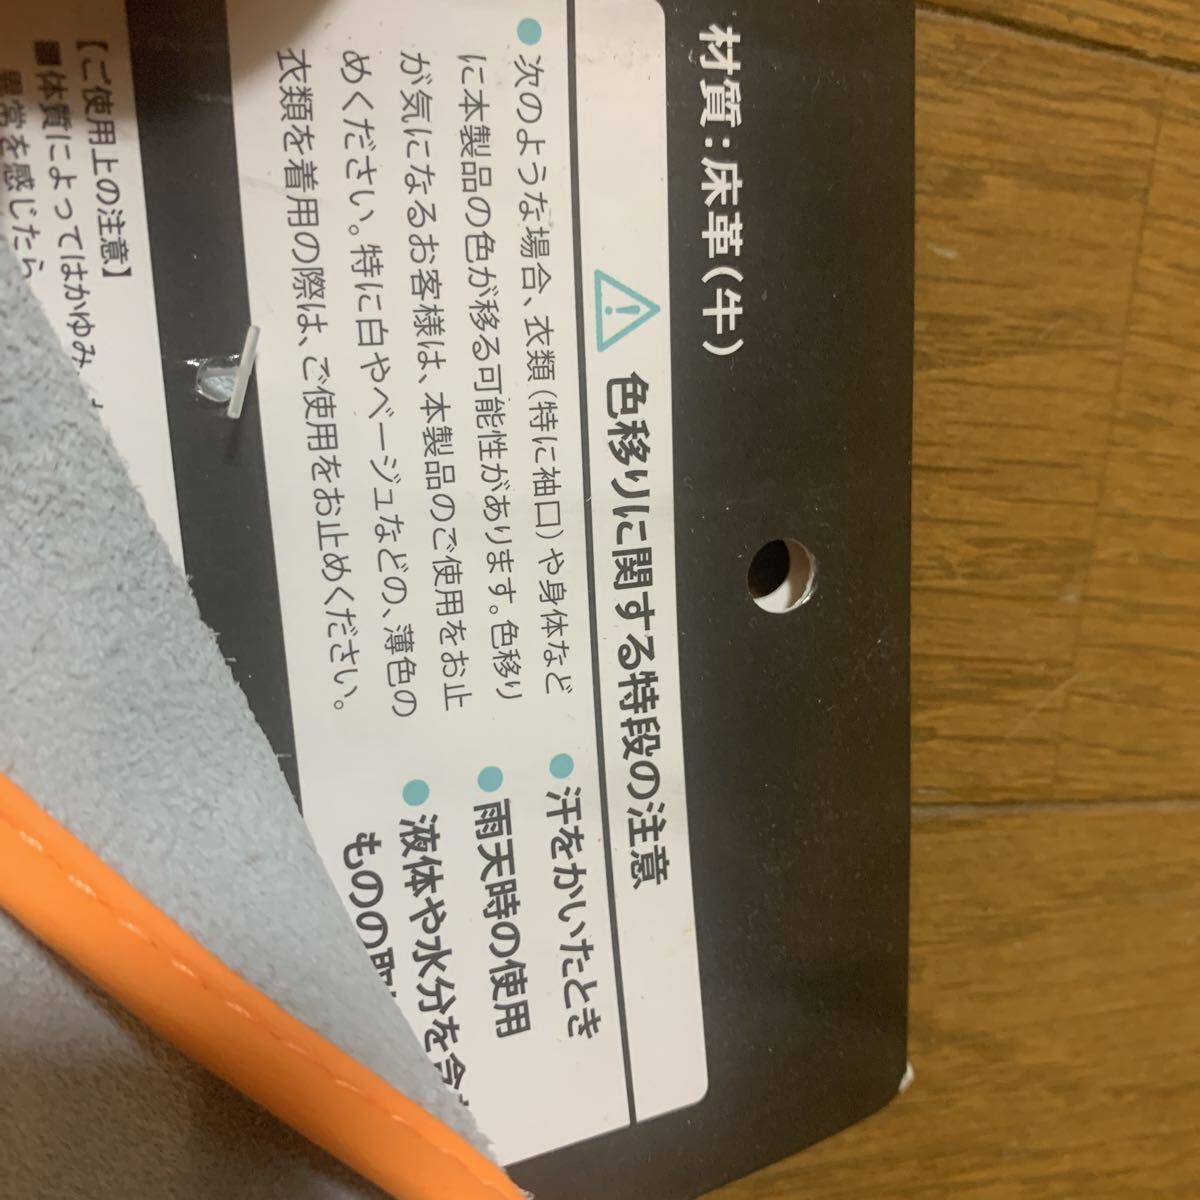 材質：床革（牛）
色移りに関する特段の注意
次のような場合、衣類（特に袖口）や身体など
に本製品の色が移る可能性があります。色移り
が気になるお客様は、本製品のご使用をお止
めください。特に白やベージュなどの、薄色の
衣類を着用の際は、ご使用をお止めください。
汗をかいたとき
雨天時の使用
液体や水分を含
ものの取
【ご使用上の注意】
■体質によってはかゆみ
異常を感じたら